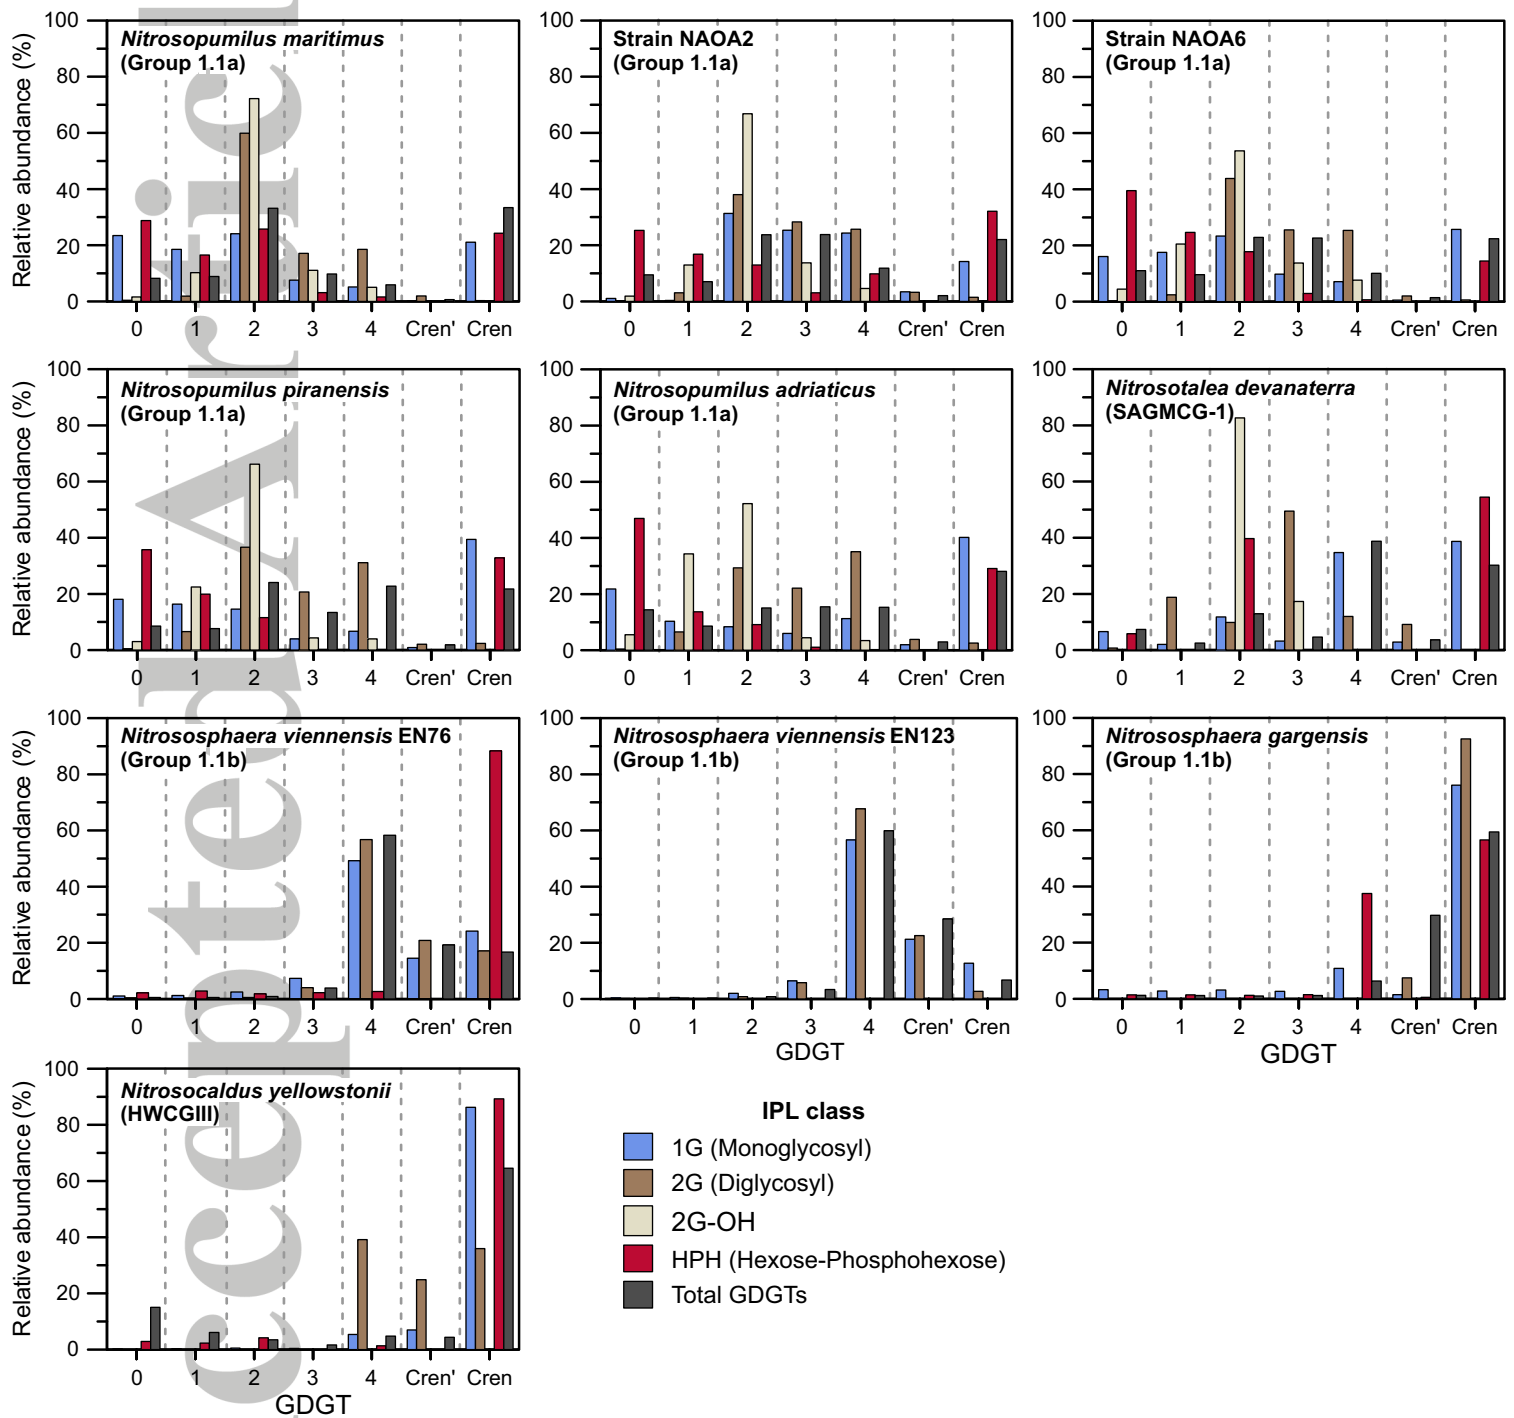 Accepted Article
Relative abundance (%)
100
80
60
40
20
0
Nitrosopumilus maritimus
(Group 1.1a)
0 1 2 3 4 Cren' Cren
100
80
60
40
20
0
Strain NAOA2
(Group 1.1a)
0 1 2 3 4 Cren' Cren
100
80
60
40
20
0
Strain NAOA6
(Group 1.1a)
0 1 2 3 4 Cren' Cren
Relative abundance (%)
100
80
60
40
20
0
Nitrosopumilus piranensis
(Group 1.1a)
0 1 2 3 4 Cren' Cren
100
80
60
40
20
0
Nitrosopumilus adriaticus
(Group 1.1a)
0 1 2 3 4 Cren' Cren
100
80
60
40
20
0
Nitrosotalea devanaterra
(SAGMCG-1)
0 1 2 3 4 Cren' Cren
Relative abundance (%)
100
80
60
40
20
0
Nitrososphaera viennensis EN76
(Group 1.1b)
0 1 2 3 4 Cren' Cren
100
80
60
40
20
0
Nitrososphaera viennensis EN123
(Group 1.1b)
0 1 2 3 4 Cren' Cren
GDGT
100
80
60
40
20
0
Nitrososphaera gargensis
(Group 1.1b)
0 1 2 3 4 Cren' Cren
GDGT
Relative abundance (%)
100
80
60
40
20
0
Nitrosocaldus yellowstonii
(HWCGIII)
0 1 2 3 4 Cren' Cren
GDGT
IPL class
1G (Monoglycosyl)
2G (Diglycosyl)
2G-OH
HPH (Hexose-Phosphohexose)
Total GDGTs